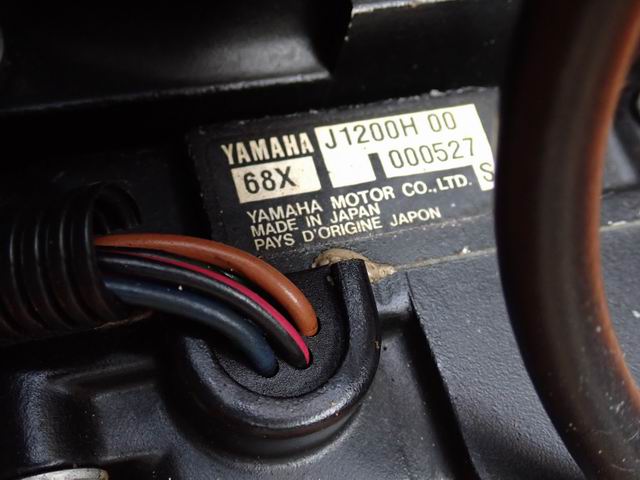 YAMAHA J1200H 00
68X 000527 S
YAMAHA MOTOR CO.,LTD.
MADE IN JAPAN
PAYS D'ORIGINE JAPON